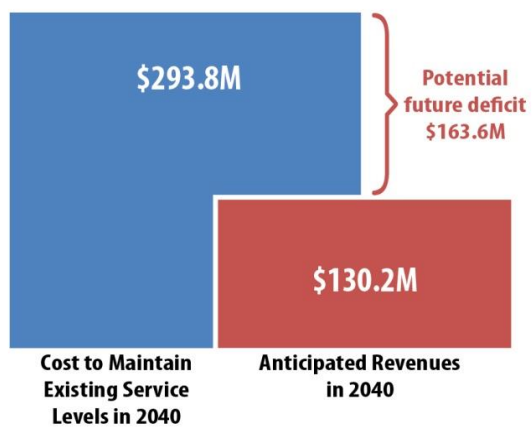 $293.8M
Potential
future deficit
$163.6M
$130.2M
Cost to Maintain
Existing Service
Levels in 2040
Anticipated Revenues
in 2040